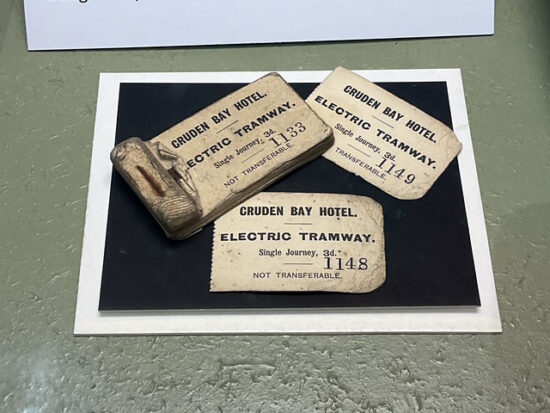 CRUDEN BAY HOTEL.
ELECTRIC TRAMWAY.
Single Journey, 3d.
1133
NOT TRANSFERABLE.
CRUDEN BAY HOTEL.
ELECTRIC TRAMWAY.
Single Journey, 3d.
1149
TRANSFERABLE.
CRUDEN BAY HOTEL.
ELECTRIC TRAMWAY.
Single Journey, 3d.
1148
NOT TRANSFERABLE.